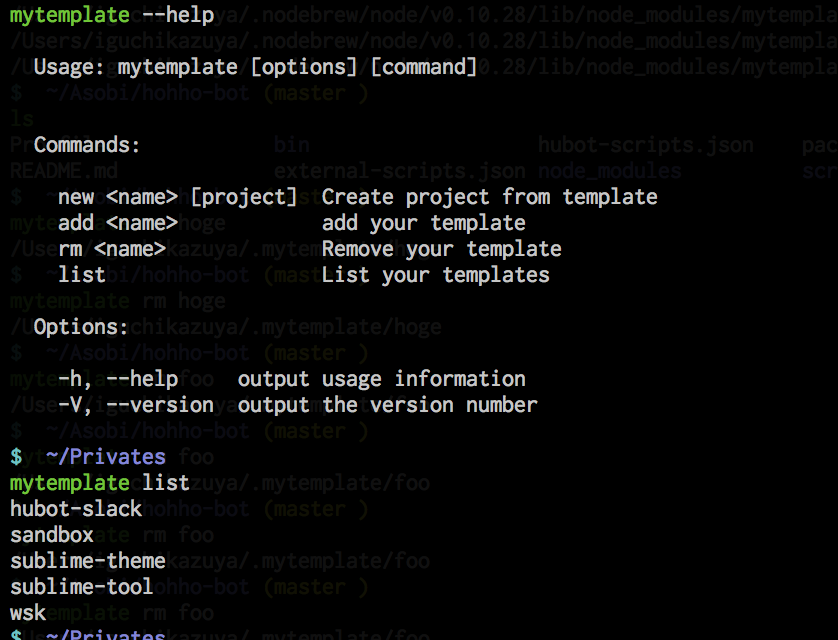 mytemplate --help
Usage: mytemplate [options] [command]
Commands:
new <name> [project]  Create project from template
add <name>            add your template
rm <name>             Remove your template
list                  List your templates
Options:
-h, --help     output usage information
-V, --version  output the version number
$  ~/Privates
mytemplate list
hubot-slack
sandbox
sublime-theme
sublime-tool
wsk
$  ~/Privates